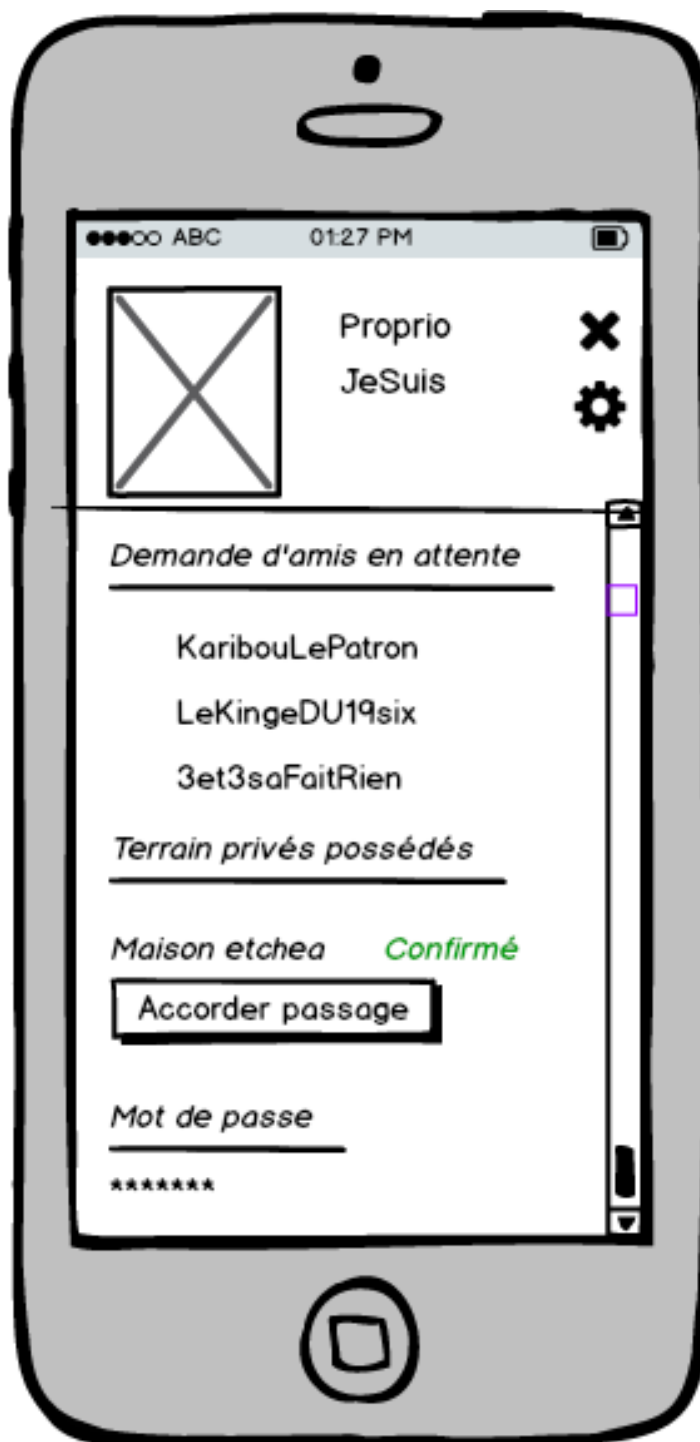 ABC 01:27 PM
Proprio
JeSuis
Demande d'amis en attente
KaribouLePatron
LeKingeDU19six
3et3saFaitRien
Terrain privés possédés
Maison etchea Confirmé
Accorder passage
Mot de passe
*******